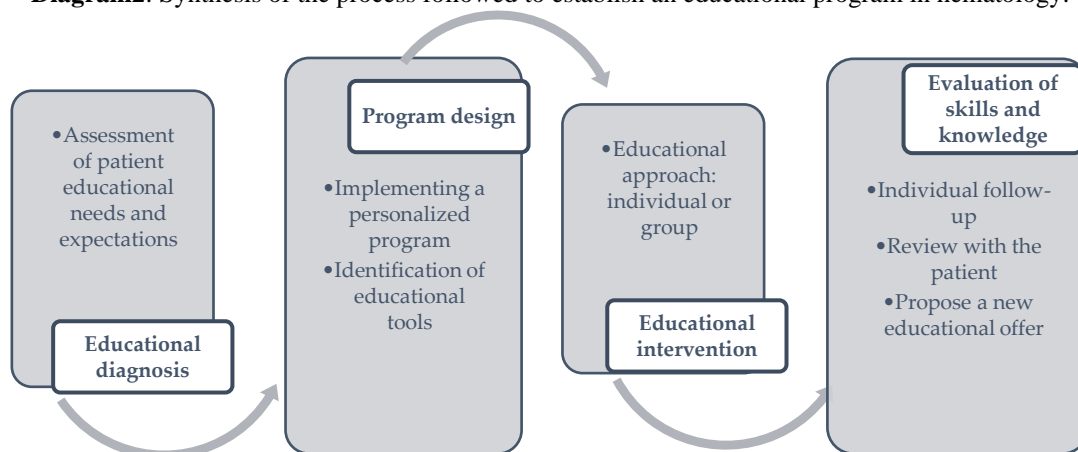 Diagram2: Synthesis of the process followed to establish an educational program in hematology.
•Assessment
of patient
educational
needs and
expectations
Educational
diagnosis
Program design
•Implementing a
personalized
program
•Identification of
educational
tools
•Educational
approach:
individual or
group
Educational
intervention
Evaluation of
skills and
knowledge
•Individual follow-
up
•Review with the
patient
•Propose a new
educational offer